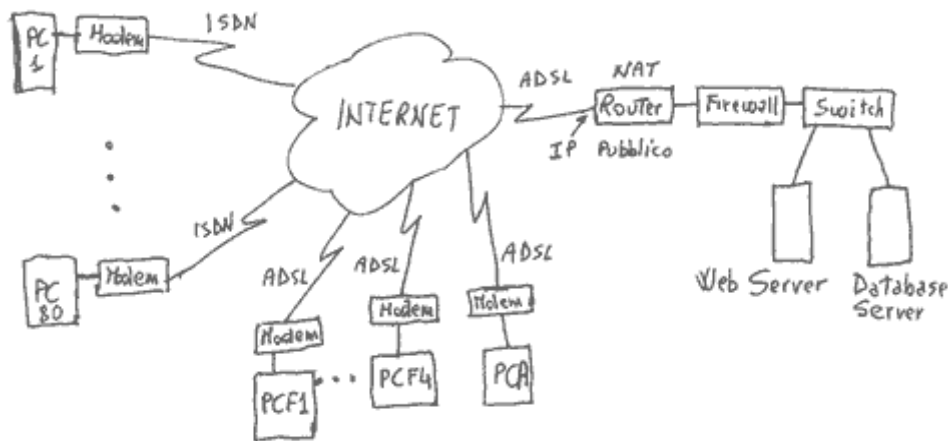 PC
1
Modem
ISDN
INTERNET
ADSL
NAT
Router
IP Pubblico
Firewall
Switch
Web Server
Database
Server
ISDN
PC
80
Modem
ADSL
Modem
PCF1
ADSL
Modem
PCF4
ADSL
Modem
PCA